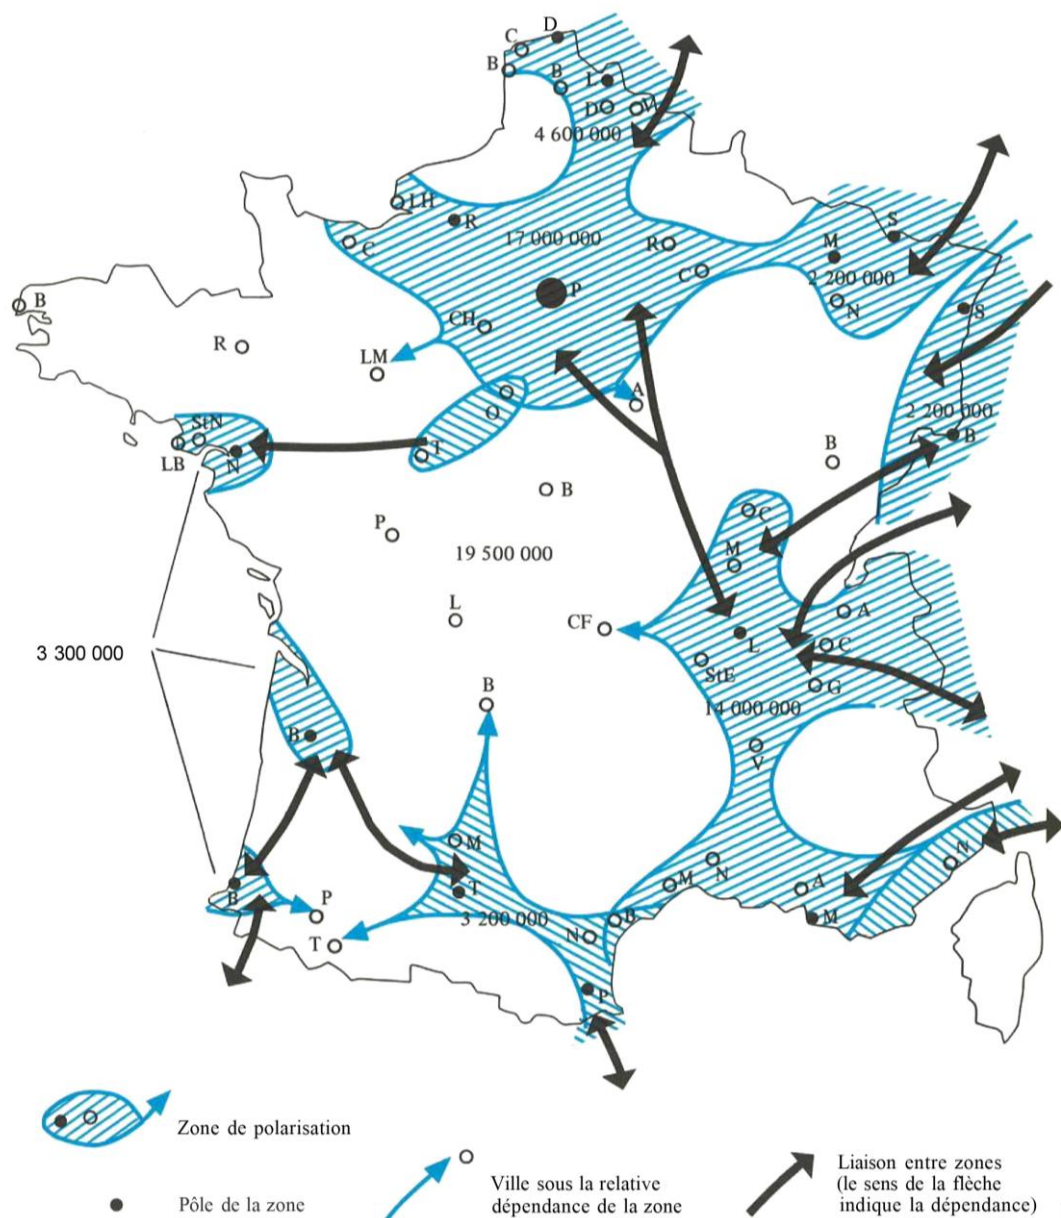 D
C
B
B
L
D
V
4 600 000
LH
R
C
17 000 000
R
C
P
CH
S
M
2 200 000
N
S
B
R
LM
A
O
2 200 000
B
StN
LB
N
T
B
B
P
C
19 500 000
M
L
CF
L
A
C
StE
G
3 300 000
14 000 000
B
B
V
M
T
N
M
A
M
N
B
P
T
3 200 000
N
B
P
Zone de polarisation
Pôle de la zone
Ville sous la relative
dépendance de la zone
Liaison entre zones
(le sens de la flèche
indique la dépendance)